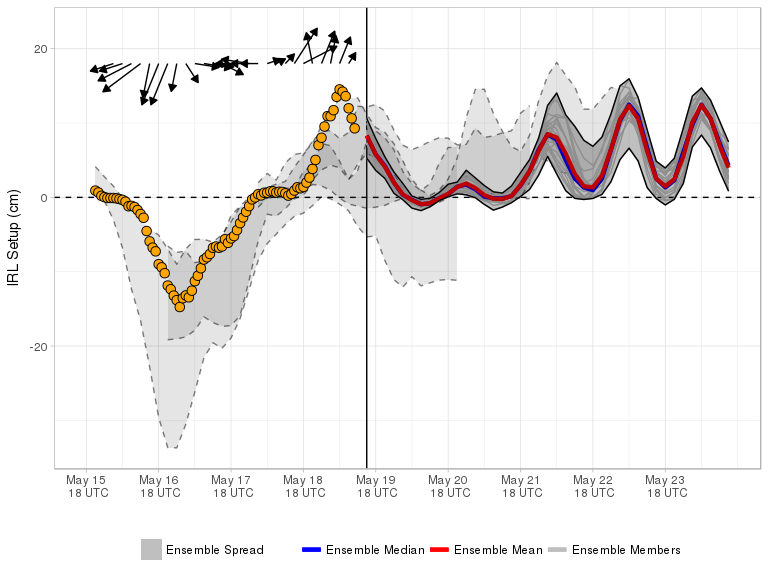 IRL Setup (cm)
20
0
-20
May 15 May 16 May 17 May 18 May 19 May 20 May 21 May 22 May 23
18 UTC 18 UTC 18 UTC 18 UTC 18 UTC 18 UTC 18 UTC 18 UTC 18 UTC
Ensemble Spread Ensemble Median Ensemble Mean Ensemble Members